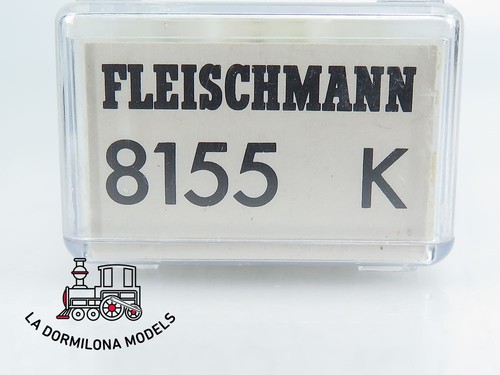 FLEISCHMANN
8155 K
LA DORMILONA MODELS